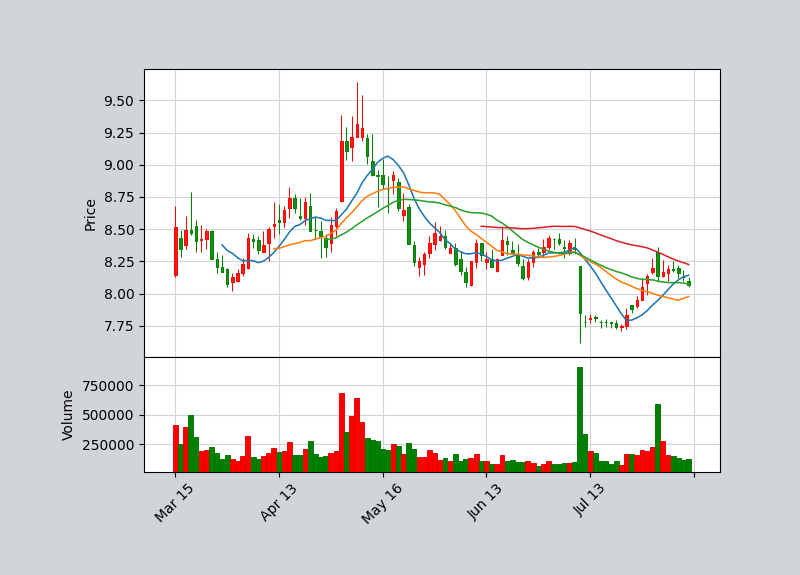 9.50
9.25
9.00
8.75
8.50
8.25
8.00
7.75
Price
750000
500000
250000
Volume
Mar 15
Apr 13
May 16
Jun 13
Jul 13